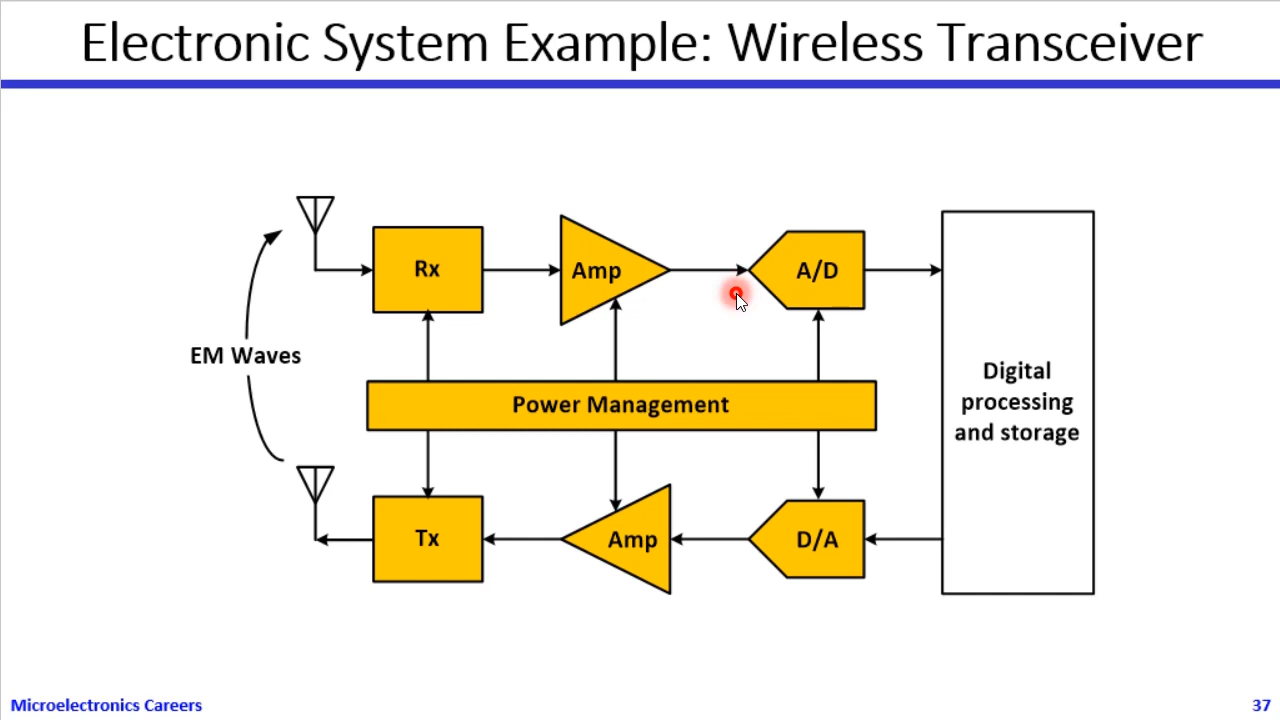 Electronic System Example: Wireless Transceiver
Rx
Amp
A/D
EM Waves
Power Management
Digital
processing
and storage
Tx
Amp
D/A
Microelectronics Careers
37